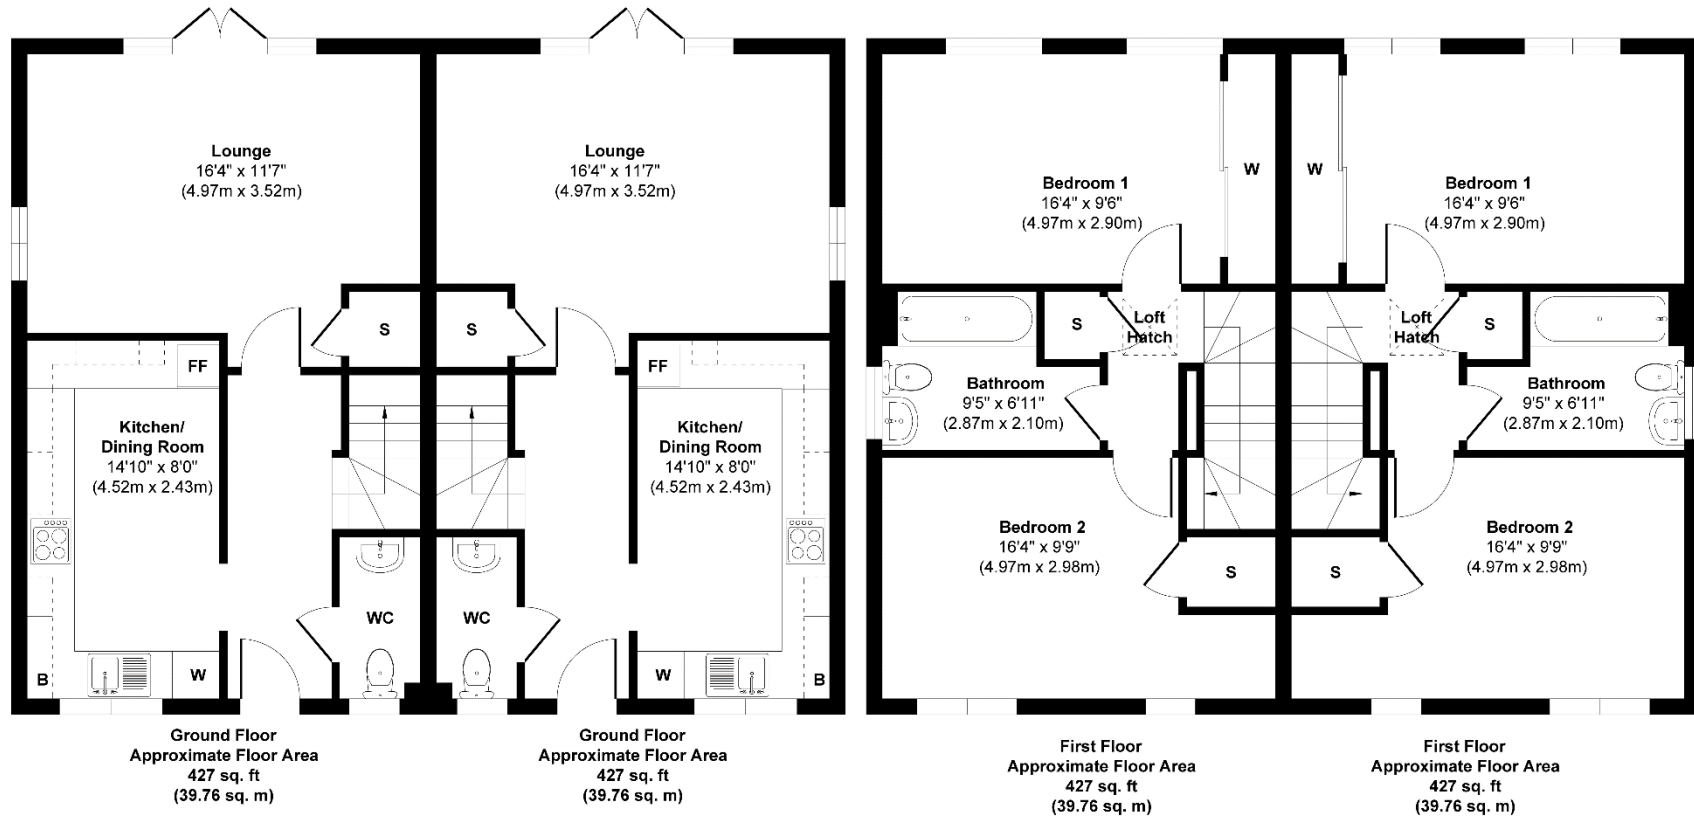 Lounge
16'4" x 11'7"
(4.97m x 3.52m)
S
FF
Kitchen/
Dining Room
14'10" x 8'0"
(4.52m x 2.43m)
WC
B
W
Ground Floor
Approximate Floor Area
427 sq. ft
(39.76 sq. m)
Lounge
16'4" x 11'7"
(4.97m x 3.52m)
S
FF
Kitchen/
Dining Room
14'10" x 8'0"
(4.52m x 2.43m)
WC
W
B
Ground Floor
Approximate Floor Area
427 sq. ft
(39.76 sq. m)
W
Bedroom 1
16'4" x 9'6"
(4.97m x 2.90m)
S
Loft
Hatch
Bathroom
9'5" x 6'11"
(2.87m x 2.10m)
Bedroom 2
16'4" x 9'9"
(4.97m x 2.98m)
S
First Floor
Approximate Floor Area
427 sq. ft
(39.76 sq. m)
W
Bedroom 1
16'4" x 9'6"
(4.97m x 2.90m)
Loft
Hatch
S
Bathroom
9'5" x 6'11"
(2.87m x 2.10m)
Bedroom 2
16'4" x 9'9"
(4.97m x 2.98m)
S
First Floor
Approximate Floor Area
427 sq. ft
(39.76 sq. m)